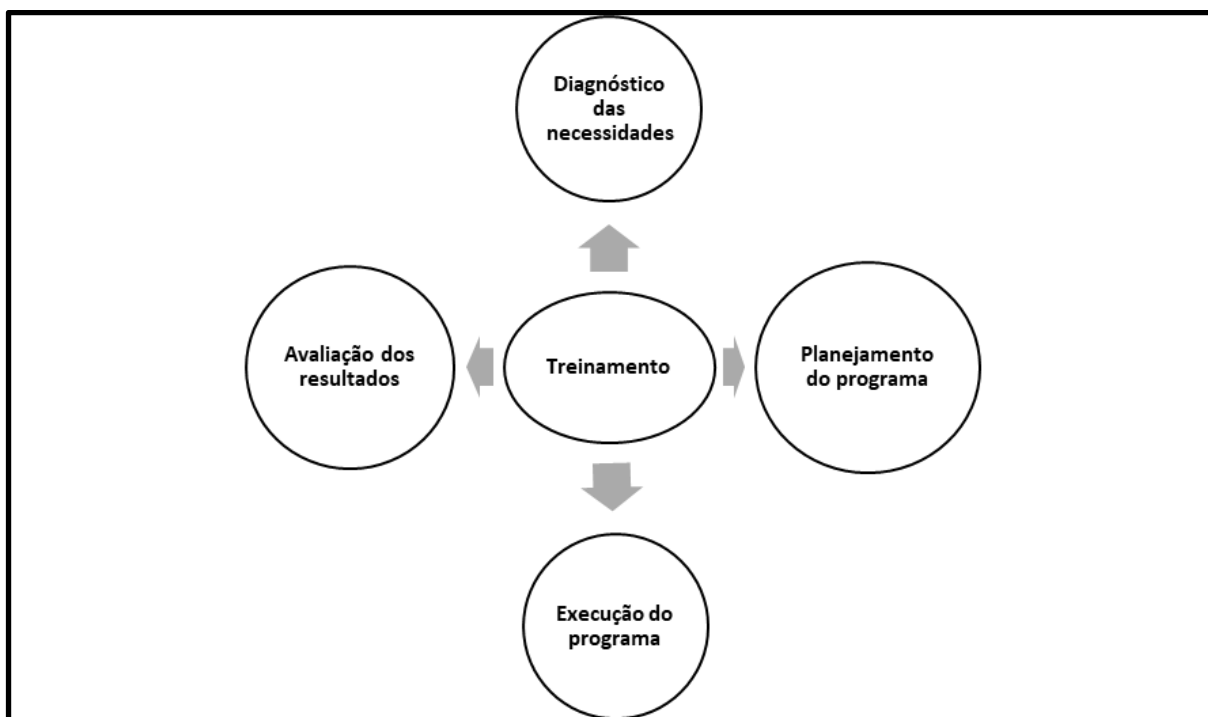 Diagnóstico
das
necessidades
Avaliação dos
resultados
Treinamento
Planejamento
do programa
Execução do
programa